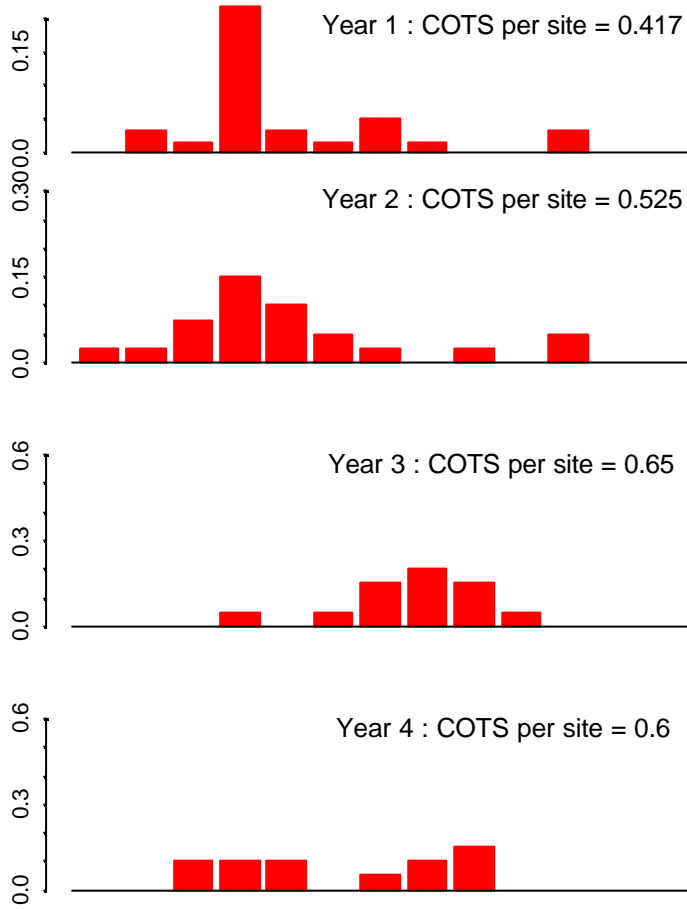 Year 1 : COTS per site = 0.417
0.15
0.0
Year 2 : COTS per site = 0.525
0.30
0.15
0.0
Year 3 : COTS per site = 0.65
0.6
0.3
0.0
Year 4 : COTS per site = 0.6
0.6
0.3
0.0